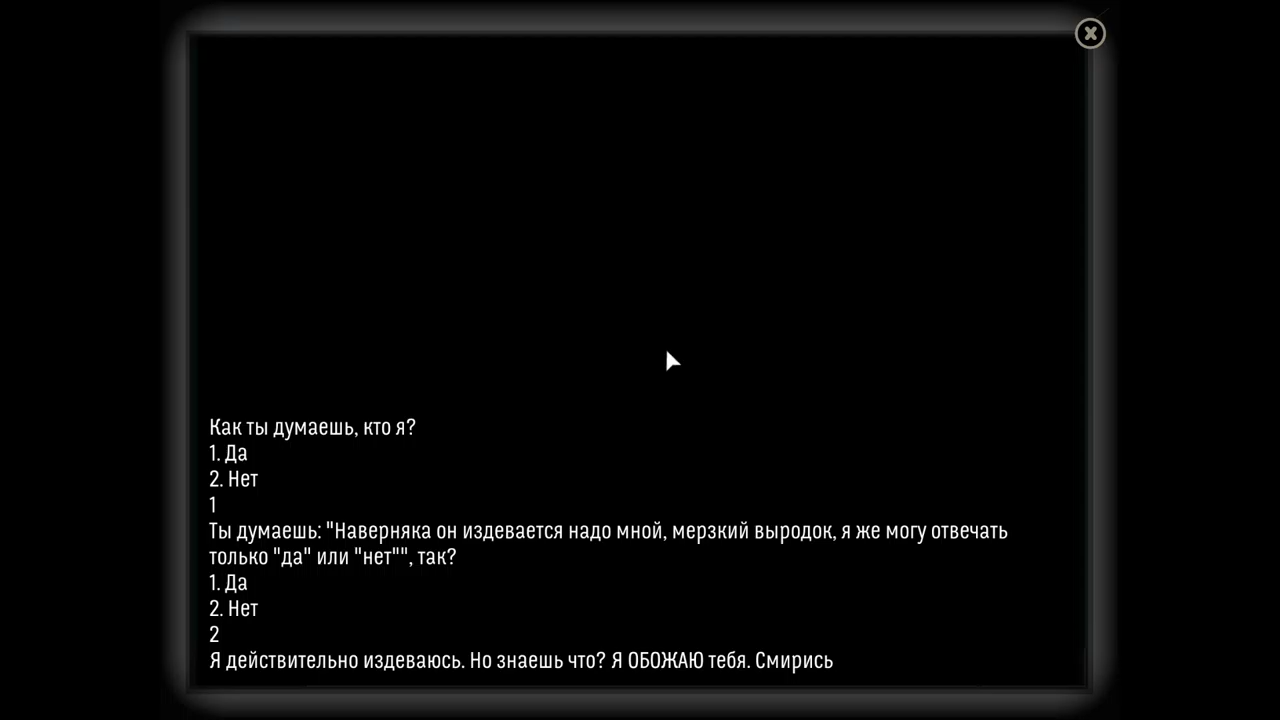 Как ты думаешь, кто я?
1. Да
2. Нет
1
Ты думаешь: "Наверняка он издевается надо мной, мерзкий выродок, я же могу отвечать
только "да" или "нет"", так?
1. Да
2. Нет
2
Я действительно издеваюсь. Но знаешь что? Я ОБОЖАЮ тебя. Смирись